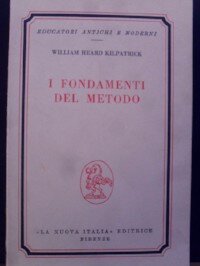 EDUCATORI ANTICHI E MODERNI
WILLIAM HEARD KILPATRICK
I FONDAMENTI
DEL METODO
«LA NUOVA ITALIA» EDITRICE
FIRENZE